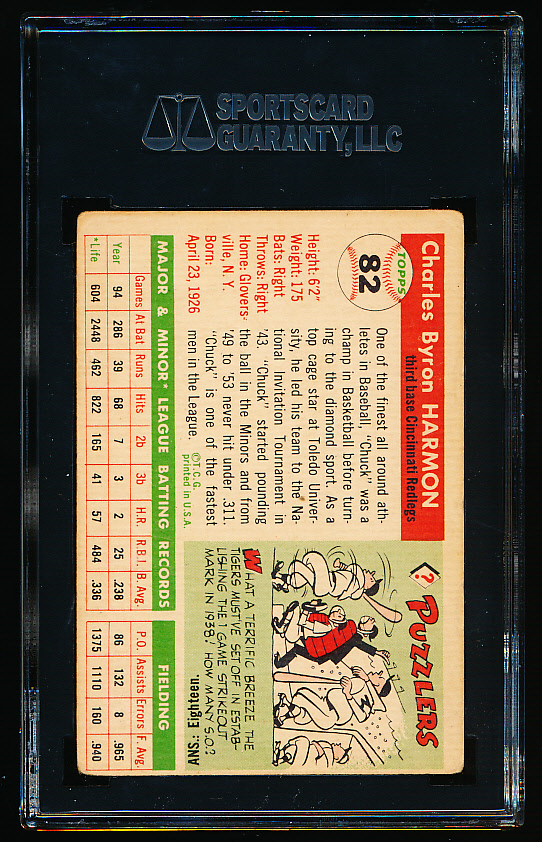 SPORTSCARD
GUARANTY, LLC
TOPPS
82
Charles Byron HARMON
third base Cincinnati Redlegs
Height: 6'2"
Weight: 175
Bats: Right
Throws: Right
Home: Glovers-
ville, N. Y.
Born:
April 23, 1926
One of the finest all around ath-
letes in Baseball, "Chuck" was a
champ in Basketball before turn-
ing to the diamond sport. As a
top cage star at Toledo Univer-
sity, he led his team to the Na-
tional Invitation Tournament in
'43. "Chuck" started pounding
the ball in the Minors and from
'49 to '53 never hit under .311.
"Chuck" is one of the fastest
men in the League.
©T.C.G.
printed in U.S.A.
? PUZZLERS
WHAT A TERRIFIC BREEZE THE
TIGERS MUST'VE SET OFF IN ESTAB-
LISHING THE 1 GAME STRIKEOUT
MARK IN 1938. HOW MANY S.O.?
ANS.: Eighteen
MAJOR & MINOR* LEAGUE BATTING RECORDS
FIELDING
Games At Bat Runs Hits 2b 3b H.R. R.B.I. B. Avg. P.O. Assists Errors F. Avg.
Year 94 286 39 68 7 3 2 25 .238 86 132 8 .965
*Life 604 2448 462 822 165 41 57 484 .336 1375 1110 160 .940